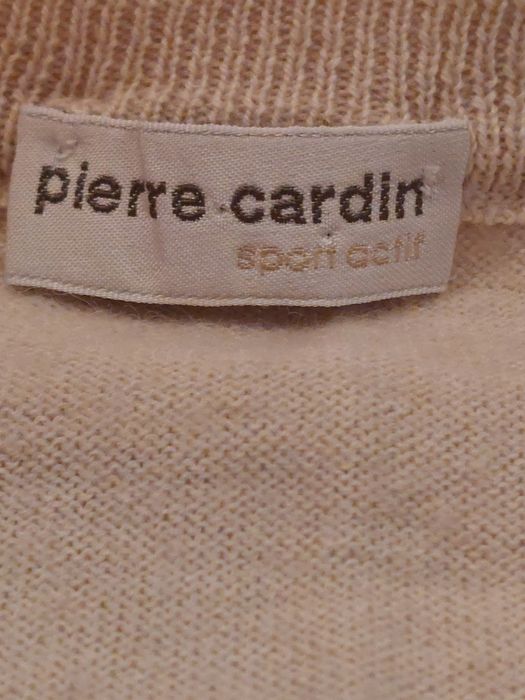 pierre cardin
sport actif